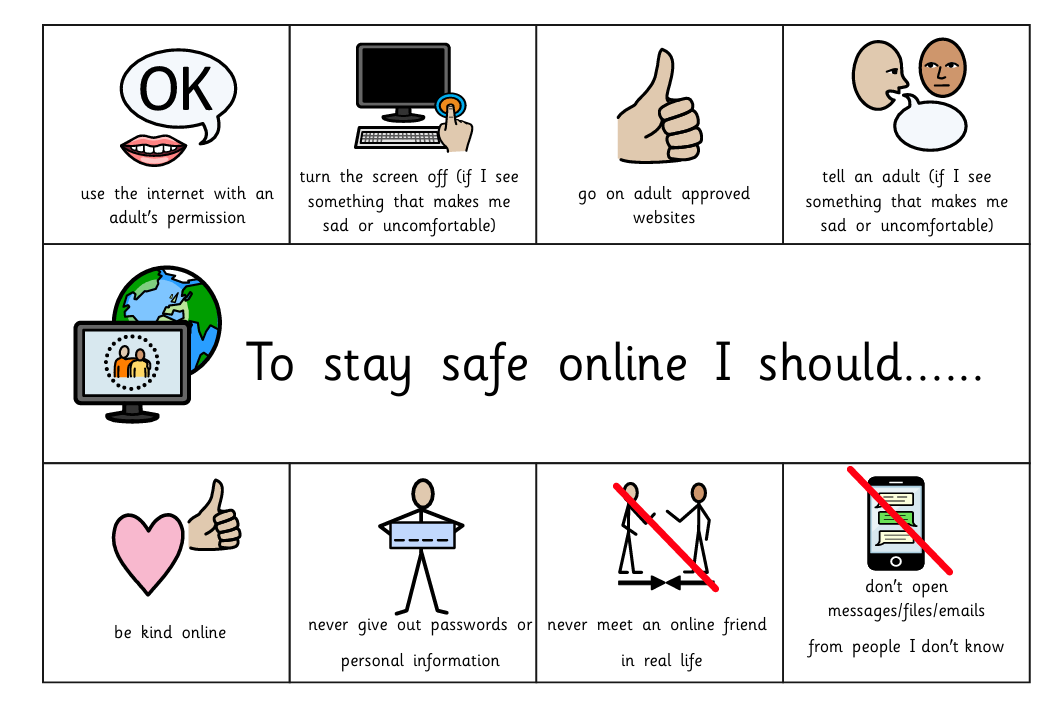 OK
use the internet with an
adult's permission
turn the screen off (if I see
something that makes me
sad or uncomfortable)
go on adult approved
websites
tell an adult (if I see
something that makes me
sad or uncomfortable)
To stay safe online I should......
be kind online
never give out passwords or
personal information
never meet an online friend
in real life
don't open
messages/files/emails
from people I don't know